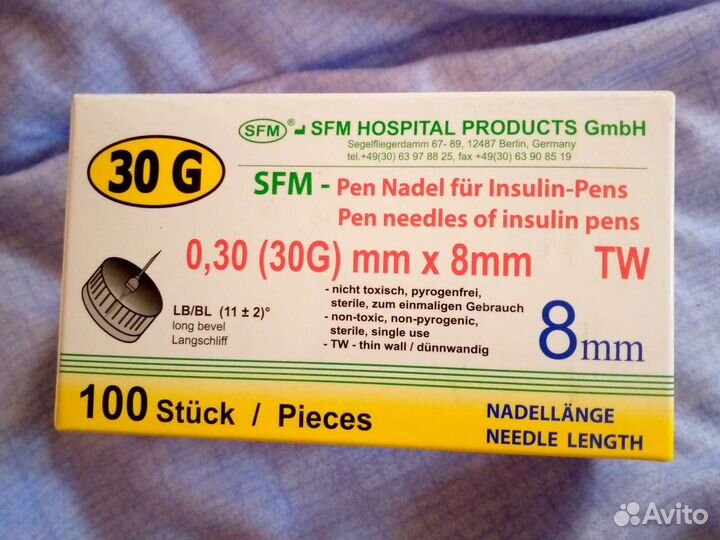 30 G
SFM ® SFM HOSPITAL PRODUCTS GmbH
Segelfliegerdamm 67- 89, 12487 Berlin, Germany
tel.+49(30) 63 97 88 25, fax +49(30) 63 90 85 19
SFM - Pen Nadel für Insulin-Pens
Pen needles of insulin pens
0,30 (30G) mm x 8mm TW
LB/BL (11 ± 2)°
long bevel
Langschliff
- nicht toxisch, pyrogenfrei,
sterile, zum einmaligen Gebrauch
- non-toxic, non-pyrogenic,
sterile, single use
- TW - thin wall / dünnwandig
8mm
100 Stück / Pieces
NADELLÄNGE
NEEDLE LENGTH
Avito